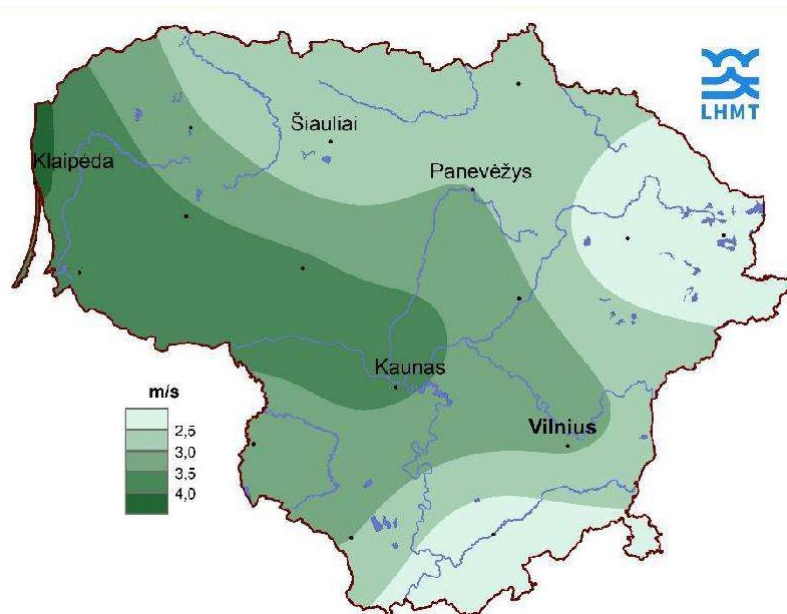 LHMT
Šiauliai
Klaipėda
Panevėžys
Kaunas
Vilnius
m/s
2,5
3,0
3,5
4,0